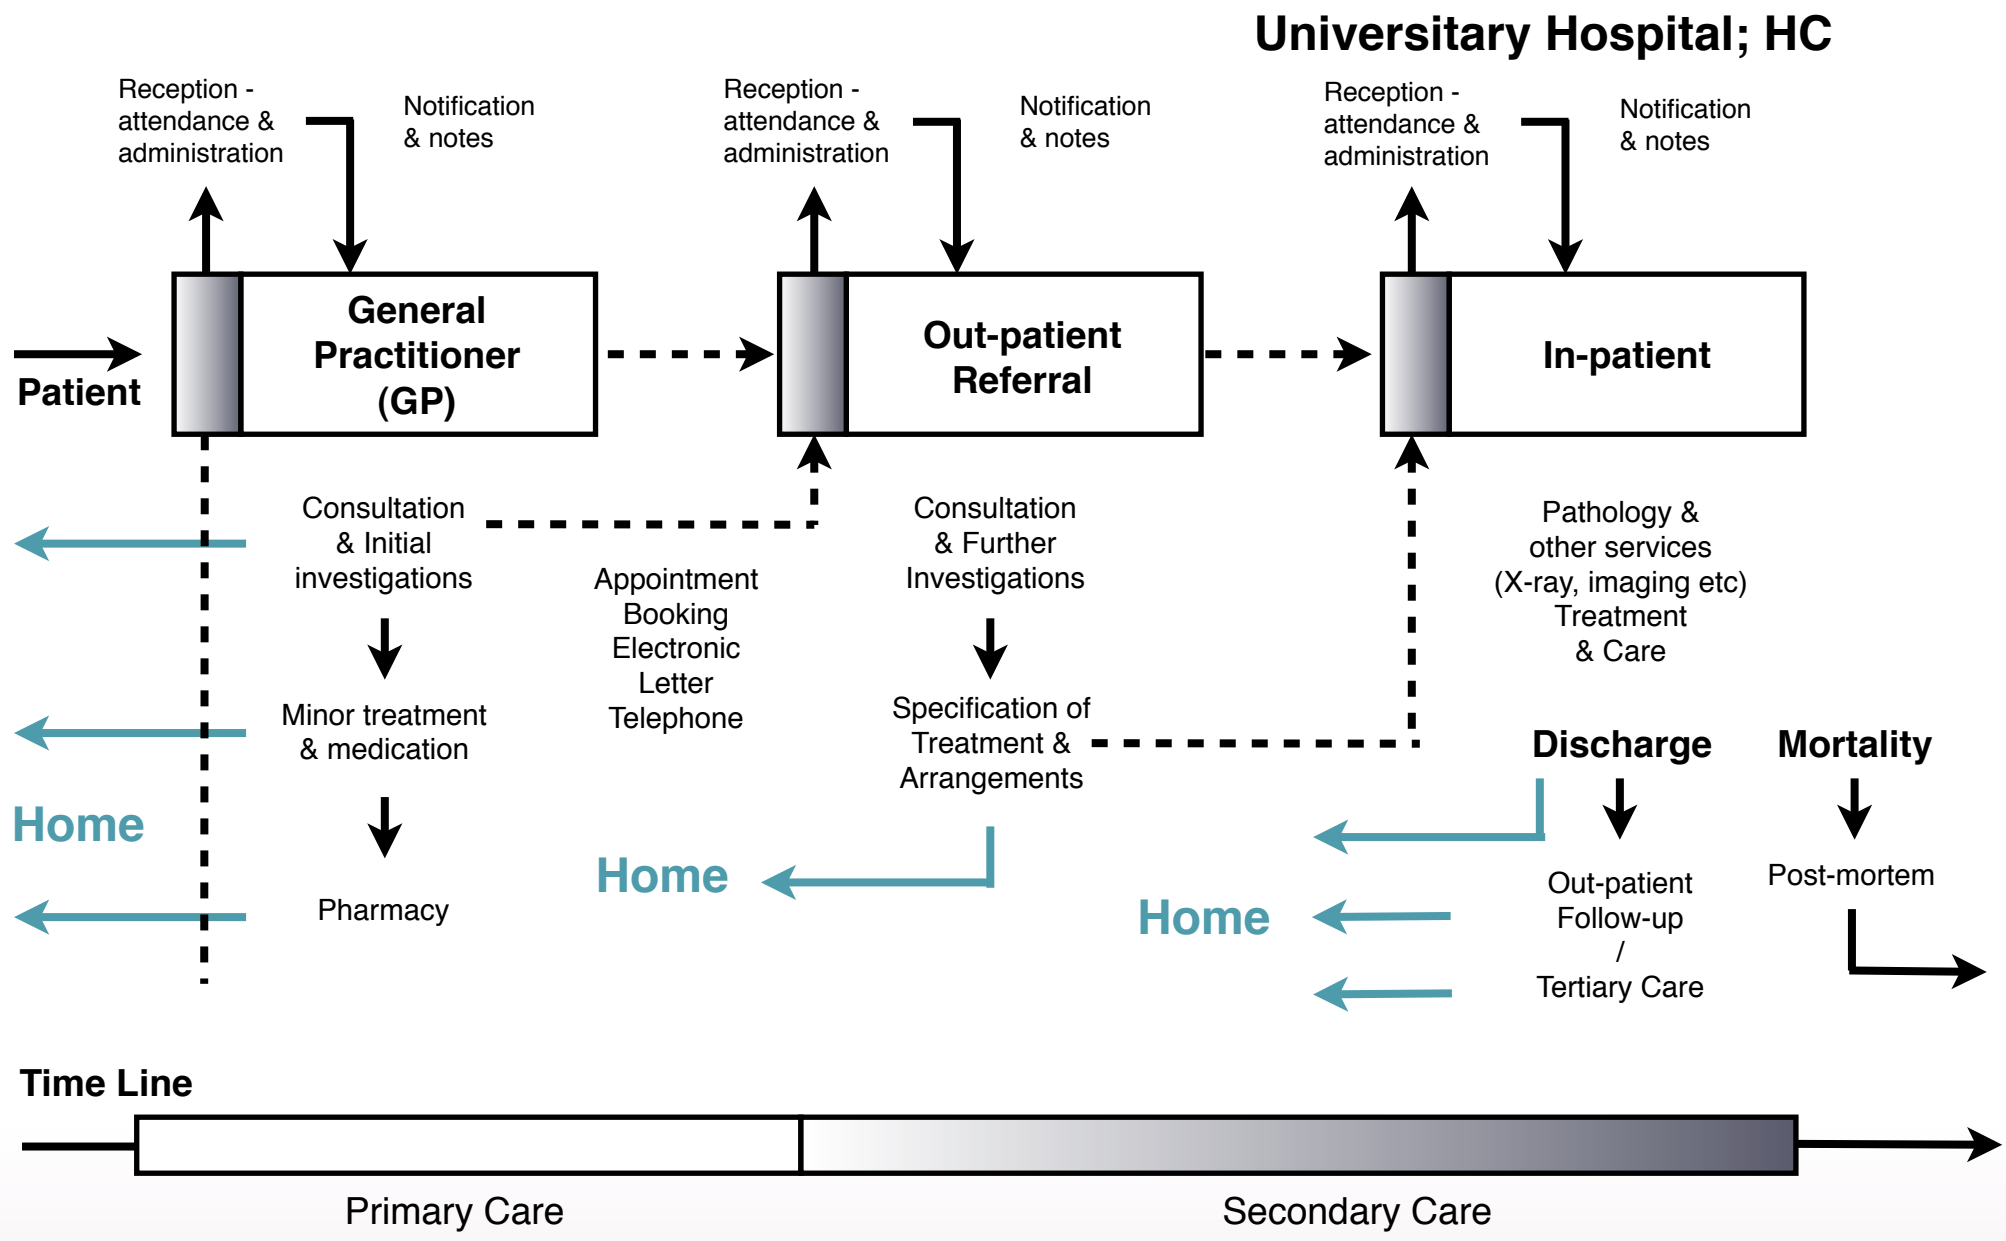 Universitary Hospital; HC
Reception -
attendance &
administration
Notification
& notes
Reception -
attendance &
administration
Notification
& notes
Reception -
attendance &
administration
Notification
& notes
Patient
General
Practitioner
(GP)
Out-patient
Referral
In-patient
Consultation
& Initial
investigations
Minor treatment
& medication
Pharmacy
Home
Appointment
Booking
Electronic
Letter
Telephone
Consultation
& Further
Investigations
Specification of
Treatment &
Arrangements
Home
Pathology &
other services
(X-ray, imaging etc)
Treatment
& Care
Discharge
Mortality
Home
Out-patient
Follow-up
/
Tertiary Care
Post-mortem
Time Line
Primary Care
Secondary Care